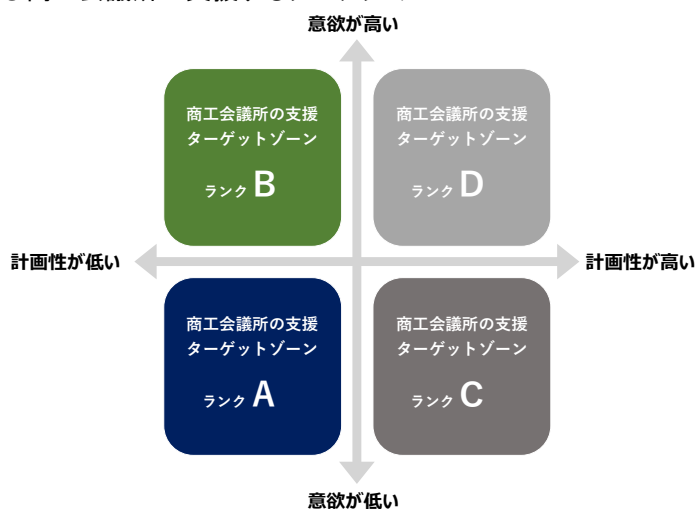 意欲が高い
商工会議所の支援
ターゲットゾーン
ランク B
商工会議所の支援
ターゲットゾーン
ランク D
計画性が低い
計画性が高い
商工会議所の支援
ターゲットゾーン
ランク A
商工会議所の支援
ターゲットゾーン
ランク C
意欲が低い